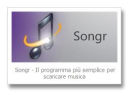 Songr
Songr - Il programma più semplice per
scaricare musica